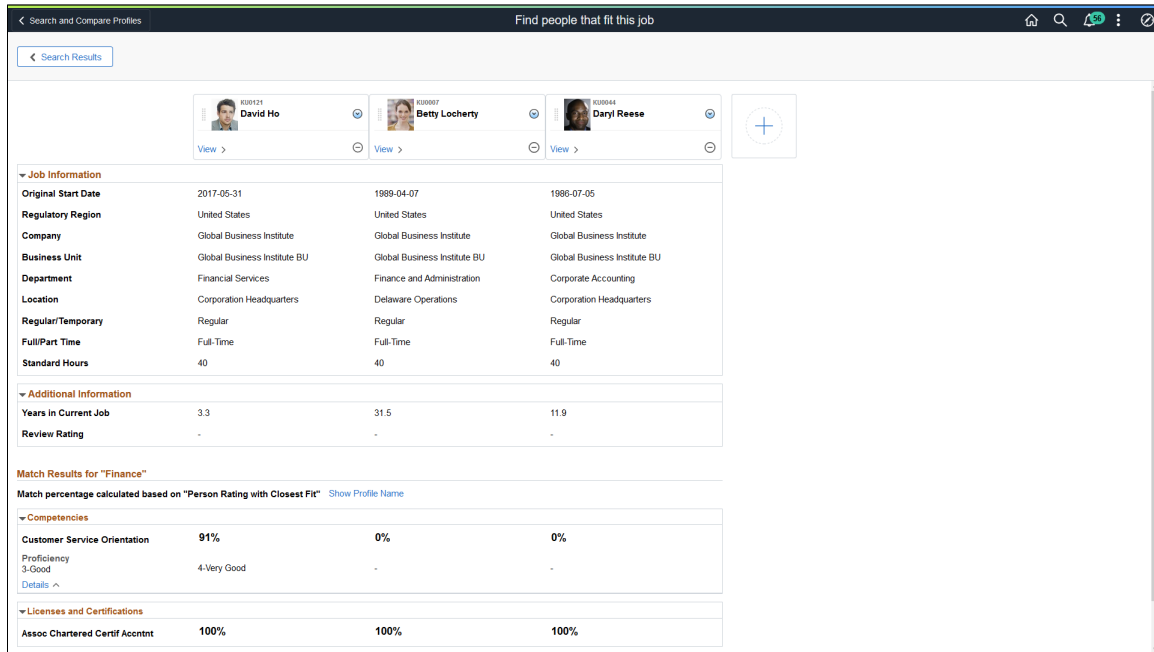 Search and Compare Profiles
Find people that fit this job
56
Search Results
KU0121
David Ho
View
KU0007
Betty Locherty
View
KU0044
Daryl Reese
View
Job Information
Original Start Date 2017-05-31 1989-04-07 1986-07-05
Regulatory Region United States United States United States
Company Global Business Institute Global Business Institute Global Business Institute
Business Unit Global Business Institute BU Global Business Institute BU Global Business Institute BU
Department Financial Services Finance and Administration Corporate Accounting
Location Corporation Headquarters Delaware Operations Corporation Headquarters
Regular/Temporary Regular Regular Regular
Full/Part Time Full-Time Full-Time Full-Time
Standard Hours 40 40 40
Additional Information
Years in Current Job 3.3 31.5 11.9
Review Rating - - -
Match Results for "Finance"
Match percentage calculated based on "Person Rating with Closest Fit" Show Profile Name
Competencies
Customer Service Orientation 91% 0% 0%
Proficiency
3-Good 4-Very Good - -
Details
Licenses and Certifications
Assoc Chartered Certif Accntnt 100% 100% 100%